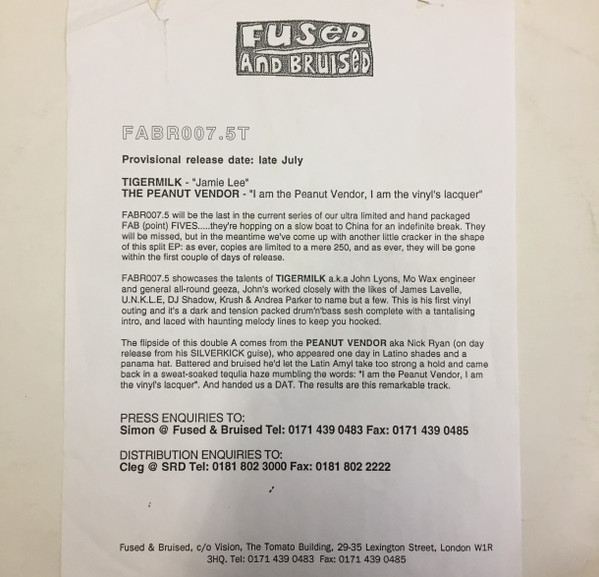 FUSED
AND BRUISED
FABR007.5T
Provisional release date: late July
TIGERMILK - "Jamie Lee"
THE PEANUT VENDOR - "I am the Peanut Vendor, I am the vinyl's lacquer"
FABR007.5 will be the last in the current series of our ultra limited and hand packaged
FAB (point) FIVES.....they're hopping on a slow boat to China for an indefinite break. They
will be missed, but in the meantime we've come up with another little cracker in the shape
of this split EP: as ever, copies are limited to a mere 250, and as ever, they will be gone
within the first couple of days of release.
FABR007.5 showcases the talents of TIGERMILK a.k.a John Lyons, Mo Wax engineer
and general all-round geeza, John's worked closely with the likes of James Lavelle,
U.N.K.L.E, DJ Shadow, Krush & Andrea Parker to name but a few. This is his first vinyl
outing and it's a dark and tension packed drum'n'bass sesh complete with a tantalising
intro, and laced with haunting melody lines to keep you hooked.
The flipside of this double A comes from the PEANUT VENDOR aka Nick Ryan (on day
release from his SILVERKICK guise), who appeared one day in Latino shades and a
panama hat. Battered and bruised he'd let the Latin Amyl take too strong a hold and came
back in a sweat-soaked tequlia haze mumbling the words: "I am the Peanut Vendor, I am
the vinyl's lacquer". And handed us a DAT. The results are this remarkable track.
PRESS ENQUIRIES TO:
Simon @ Fused & Bruised Tel: 0171 439 0483 Fax: 0171 439 0485
DISTRIBUTION ENQUIRIES TO:
Cleg @ SRD Tel: 0181 802 3000 Fax: 0181 802 2222
Fused & Bruised, c/o Vision, The Tomato Building, 29-35 Lexington Street, London W1R
3HQ. Tel: 0171 439 0483 Fax: 0171 439 0485